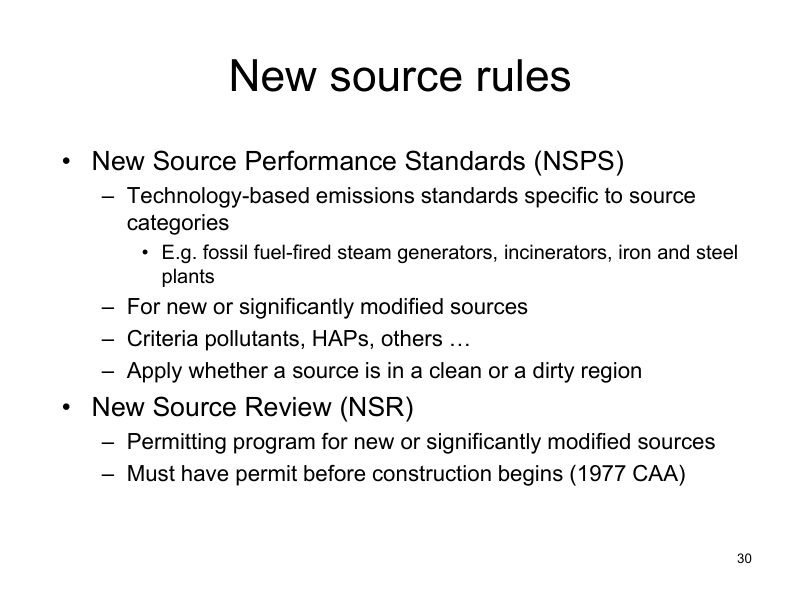 New source rules
• New Source Performance Standards (NSPS)
– Technology-based emissions standards specific to source
categories
• E.g. fossil fuel-fired steam generators, incinerators, iron and steel
plants
– For new or significantly modified sources
– Criteria pollutants, HAPs, others …
– Apply whether a source is in a clean or a dirty region
• New Source Review (NSR)
– Permitting program for new or significantly modified sources
– Must have permit before construction begins (1977 CAA)
30